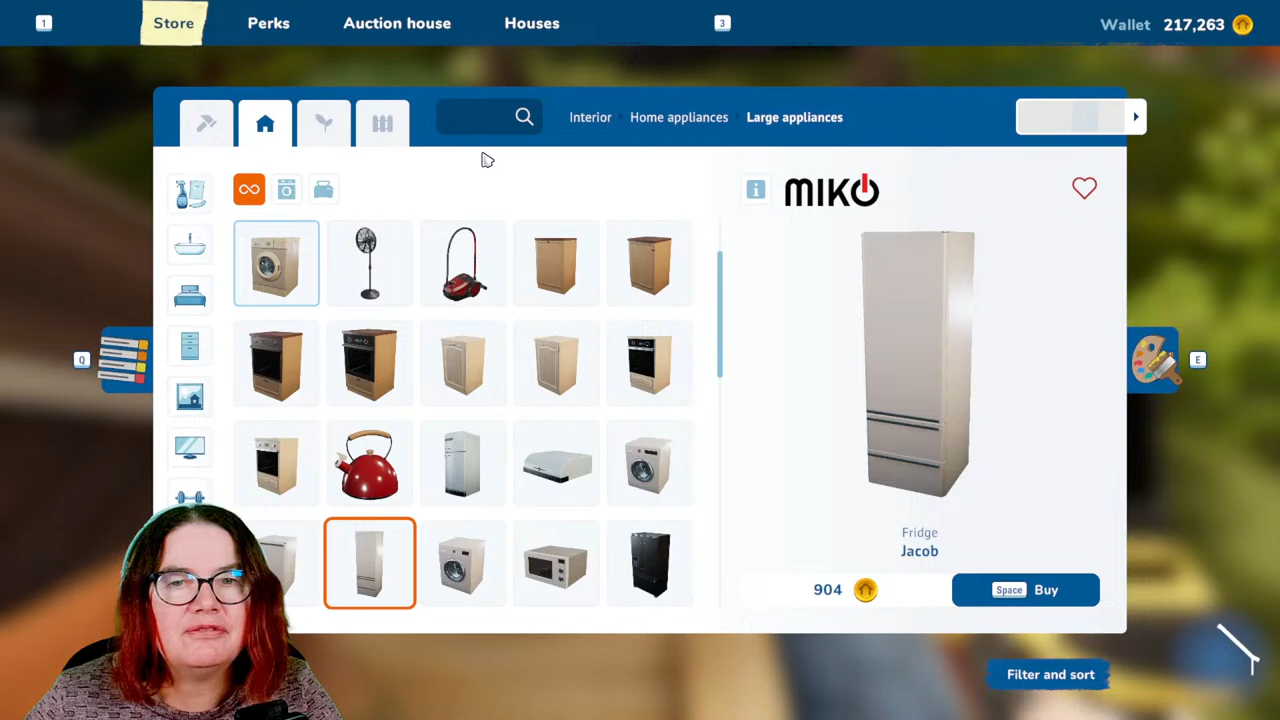 1 Store Perks Auction house Houses 3 Wallet 217,263
Interior Home appliances Large appliances
i MIKO
Q E
Fridge
Jacob
904 Space Buy
Filter and sort